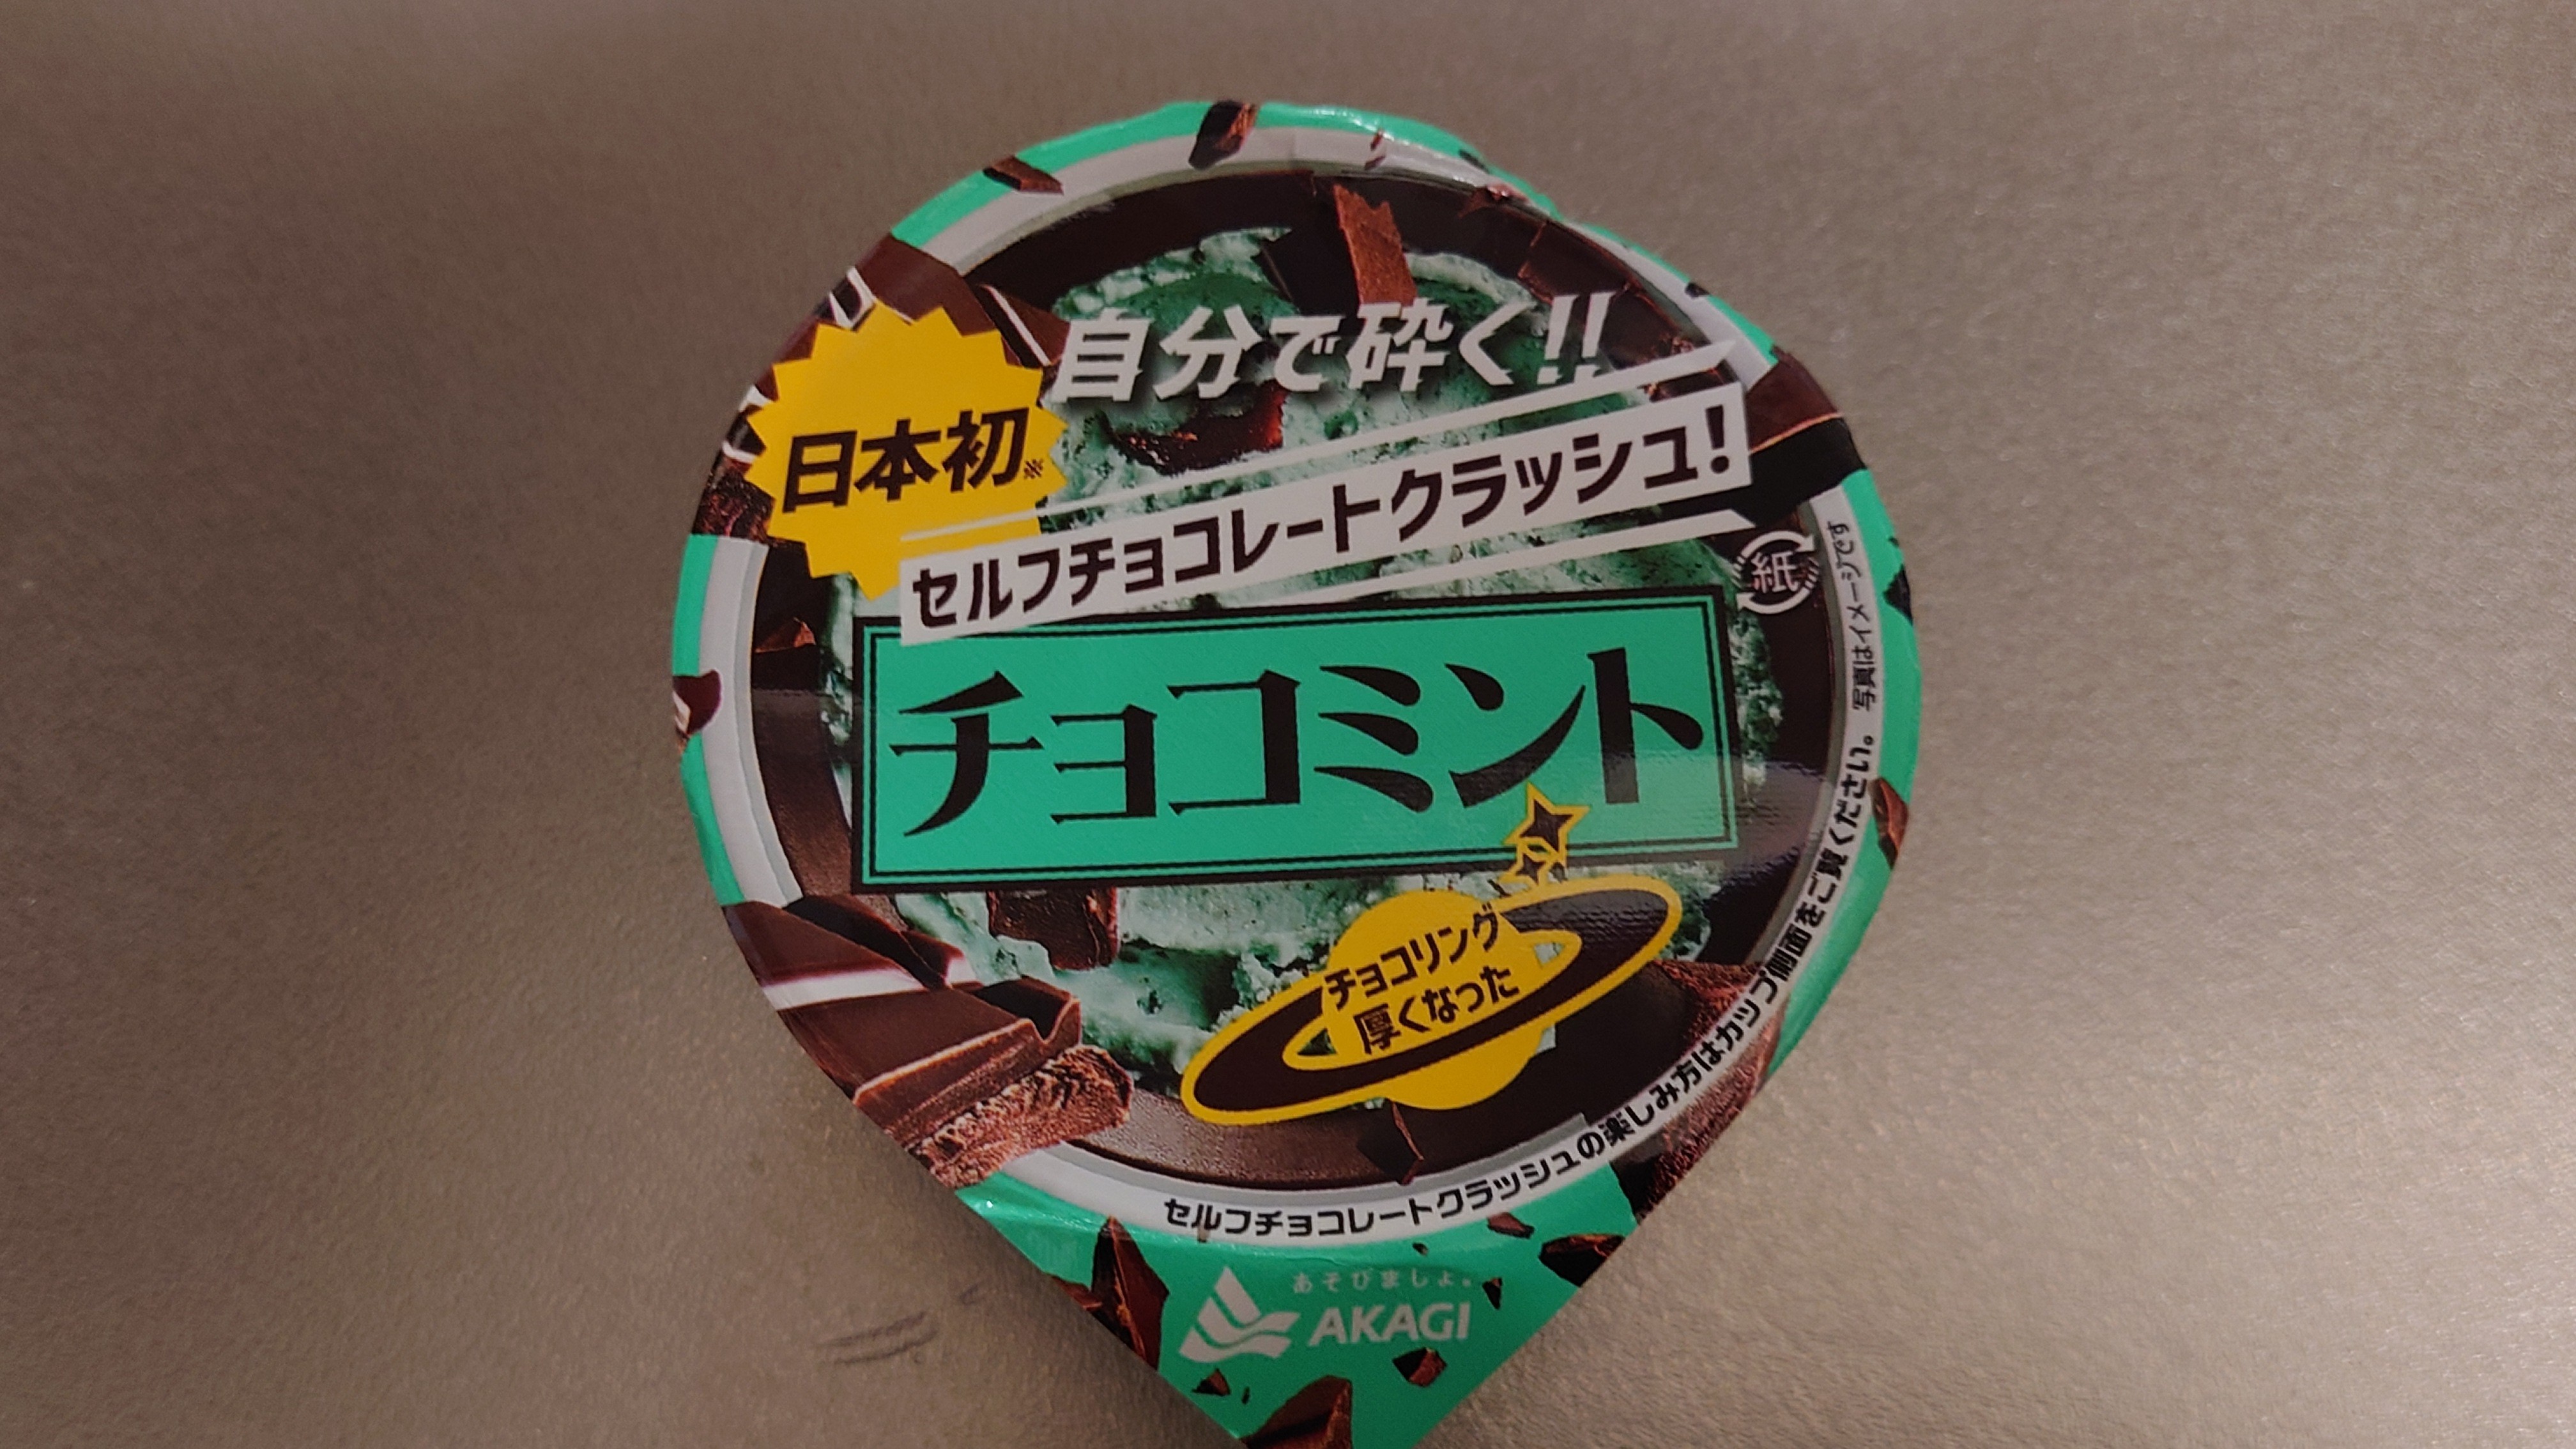 自分で砕く!!
日本初※
セルフチョコレートクラッシュ!
紙
チョコミント
チョコリング
厚くなった
セルフチョコレートクラッシュの楽しみ方はカップ側面をご覧ください。 写真はイメージです
あそびましょ。
AKAGI